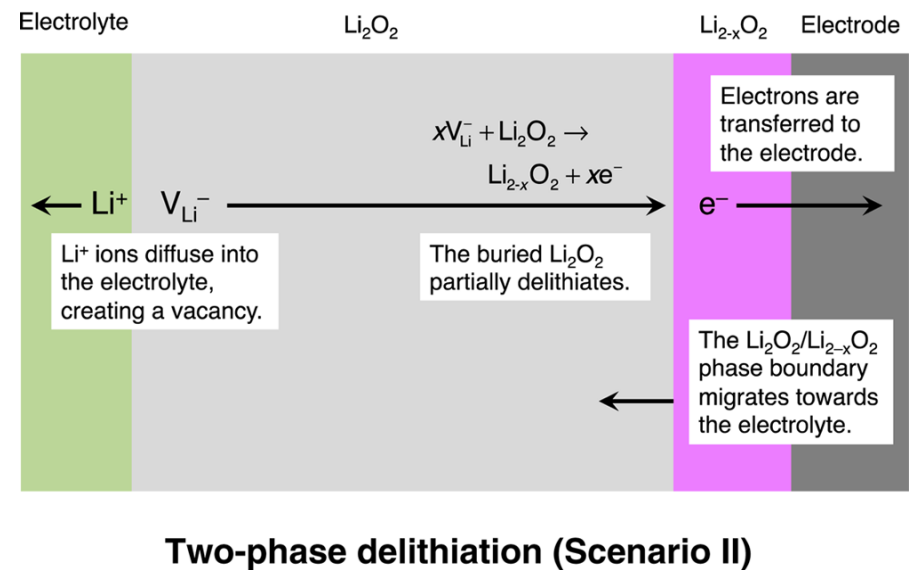 Electrolyte
Li₂O₂
Li₂₋ₓO₂
Electrode
Electrons are
transferred to
the electrode.
xV⁻Li + Li₂O₂ →
Li₂₋ₓO₂ + xe⁻
Li⁺
VLi⁻
e⁻
Li⁺ ions diffuse into
the electrolyte,
creating a vacancy.
The buried Li₂O₂
partially delithiates.
The Li₂O₂/Li₂₋ₓO₂
phase boundary
migrates towards
the electrolyte.
Two-phase delithiation (Scenario II)